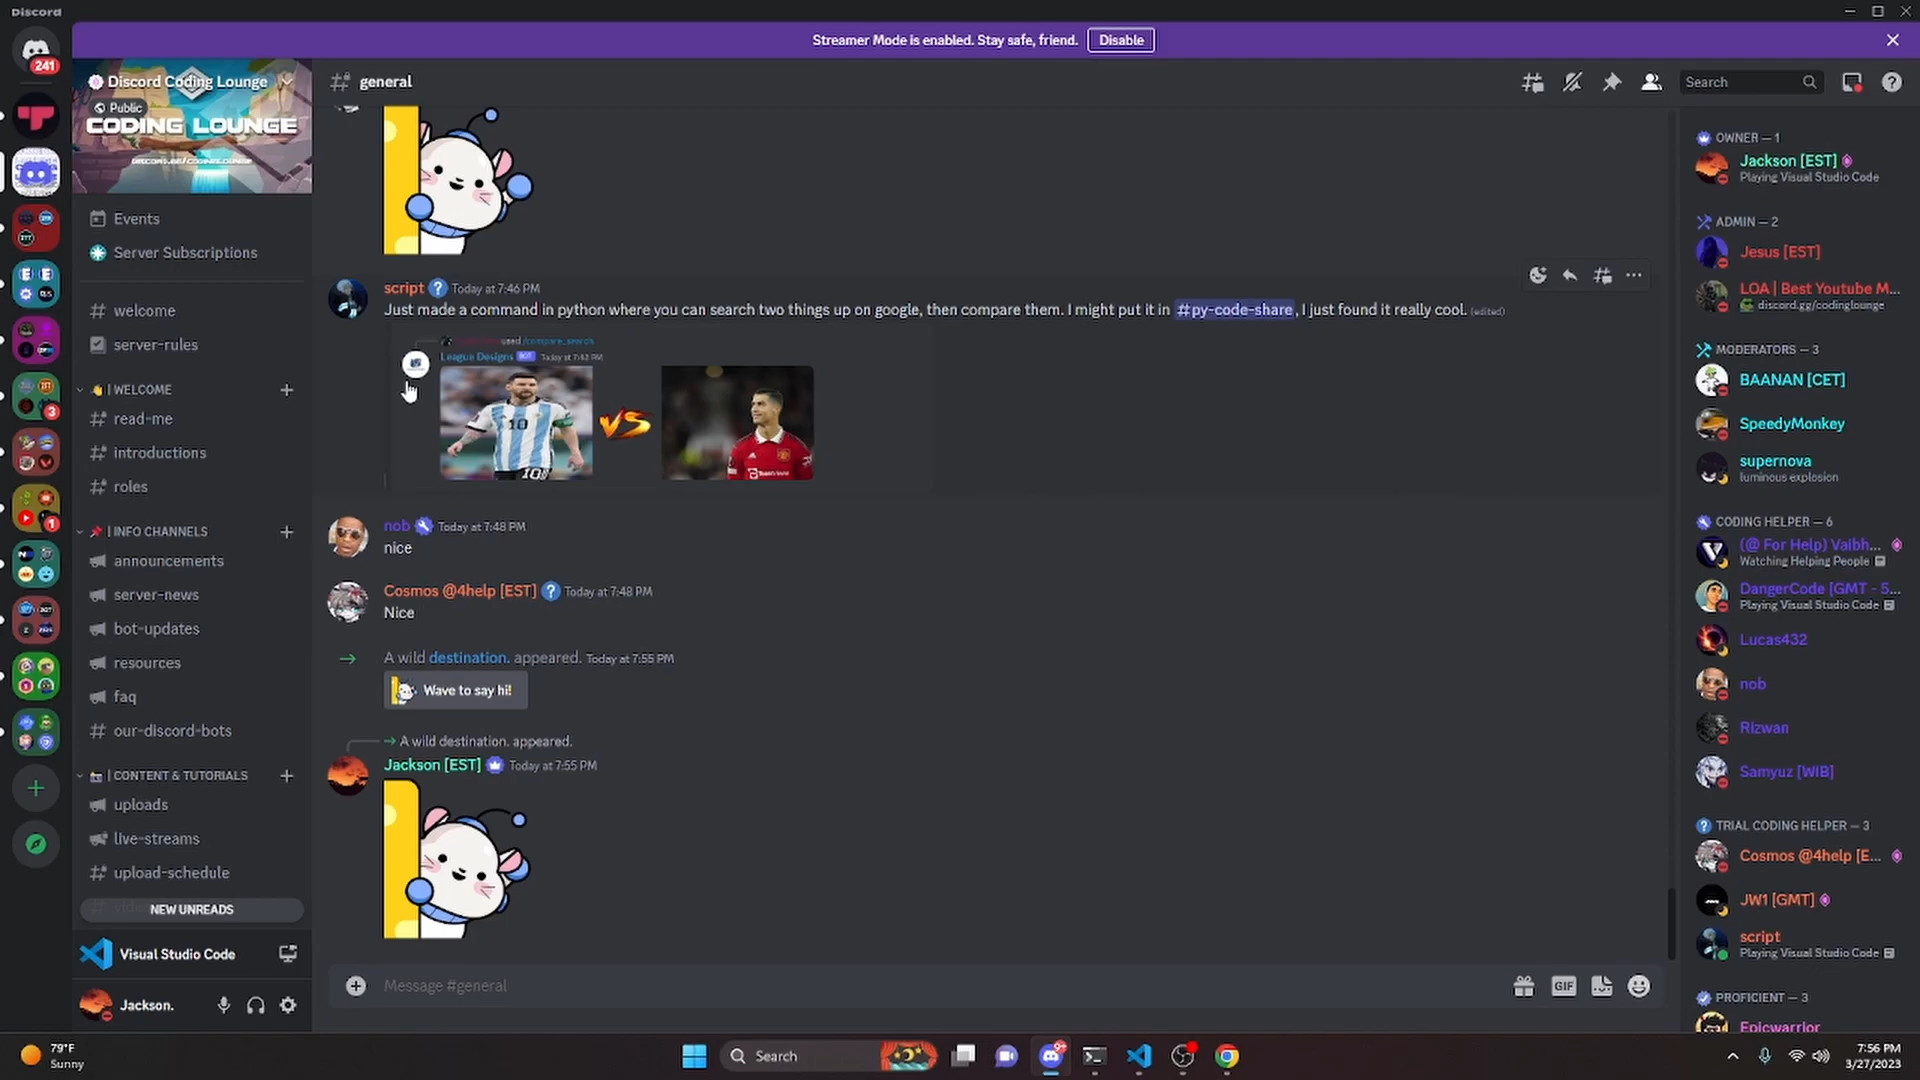 Discord
Streamer Mode is enabled. Stay safe, friend.
Disable
241
3
1
Discord Coding Lounge
Public
CODING LOUNGE
DISCORD.GG/CODINGLOUNGE
Events
Server Subscriptions
welcome
server-rules
| WELCOME
read-me
introductions
roles
| INFO CHANNELS
announcements
server-news
bot-updates
resources
faq
our-discord-bots
| CONTENT & TUTORIALS
uploads
live-streams
upload-schedule
NEW UNREADS
Visual Studio Code
Jackson.
general
Search
script Today at 7:46 PM
Just made a command in python where you can search two things up on google, then compare them. I might put it in #py-code-share, I just found it really cool. (edited)
used /compare_search
League Designs BOT Today at 7:42 PM
10
VS
10
nob Today at 7:48 PM
nice
Cosmos @4help [EST] Today at 7:48 PM
Nice
A wild destination. appeared. Today at 7:55 PM
Wave to say hi!
A wild destination. appeared.
Jackson [EST] Today at 7:55 PM
Message #general
GIF
OWNER — 1
Jackson [EST]
Playing Visual Studio Code
ADMIN — 2
Jesus [EST]
LOA | Best Youtube M...
discord.gg/codinglounge
MODERATORS — 3
BAANAN [CET]
SpeedyMonkey
supernova
luminous explosion
CODING HELPER — 6
(@ For Help) Vaibh...
Watching Helping People
DangerCode [GMT - 5...
Playing Visual Studio Code
Lucas432
nob
Rizwan
Samyuz [WIB]
TRIAL CODING HELPER — 3
Cosmos @4help [E...
JW1 [GMT]
script
Playing Visual Studio Code
PROFICIENT — 3
Epicwarrior
79°F
Sunny
Search
9+
7:56 PM
3/27/2023